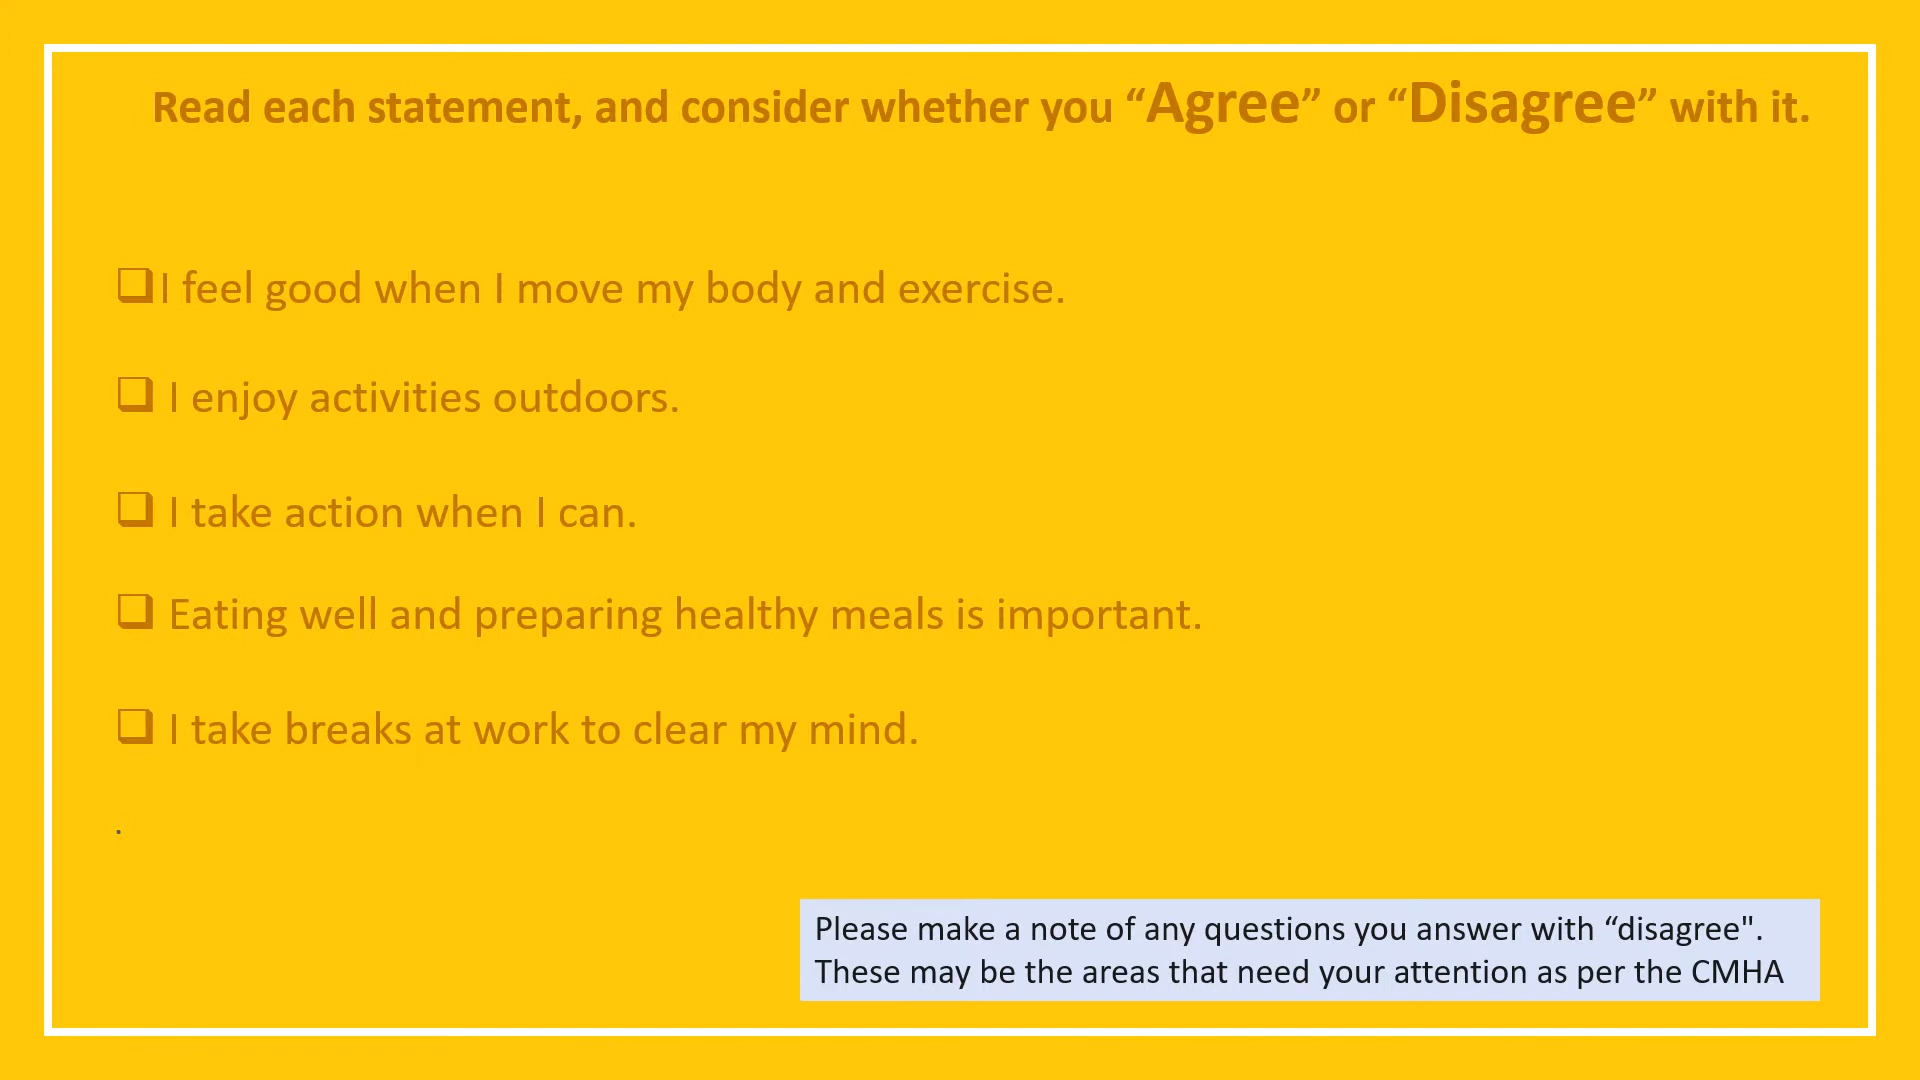 Read each statement, and consider whether you “Agree” or “Disagree” with it.
❑I feel good when I move my body and exercise.
❑ I enjoy activities outdoors.
❑ I take action when I can.
❑ Eating well and preparing healthy meals is important.
❑ I take breaks at work to clear my mind.
.
Please make a note of any questions you answer with “disagree".
These may be the areas that need your attention as per the CMHA